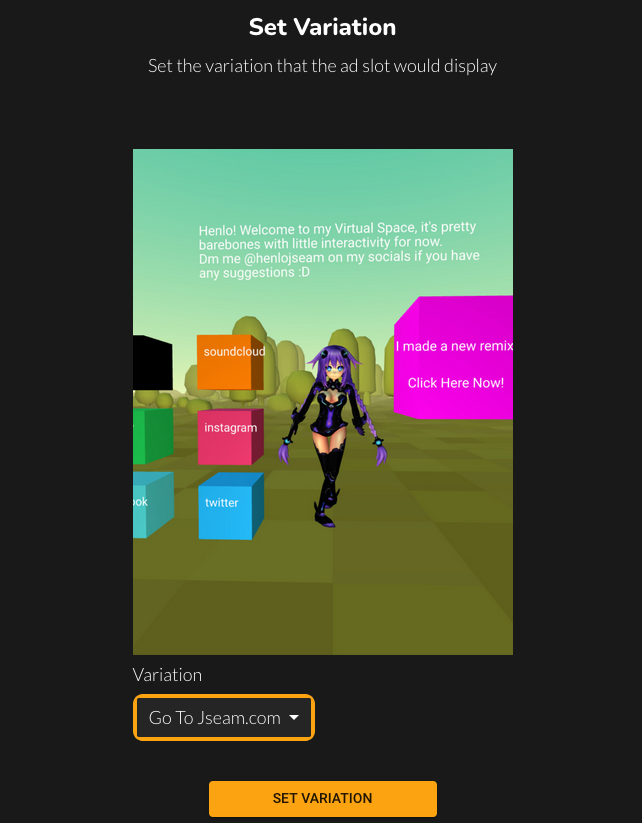 Set Variation
Set the variation that the ad slot would display
Henlo! Welcome to my Virtual Space, it's pretty
barebones with little interactivity for now.
Dm me @henlojseam on my socials if you have
any suggestions :D
soundcloud
instagram
ook
twitter
I made a new remix
Click Here Now!
Variation
Go To Jseam.com
SET VARIATION